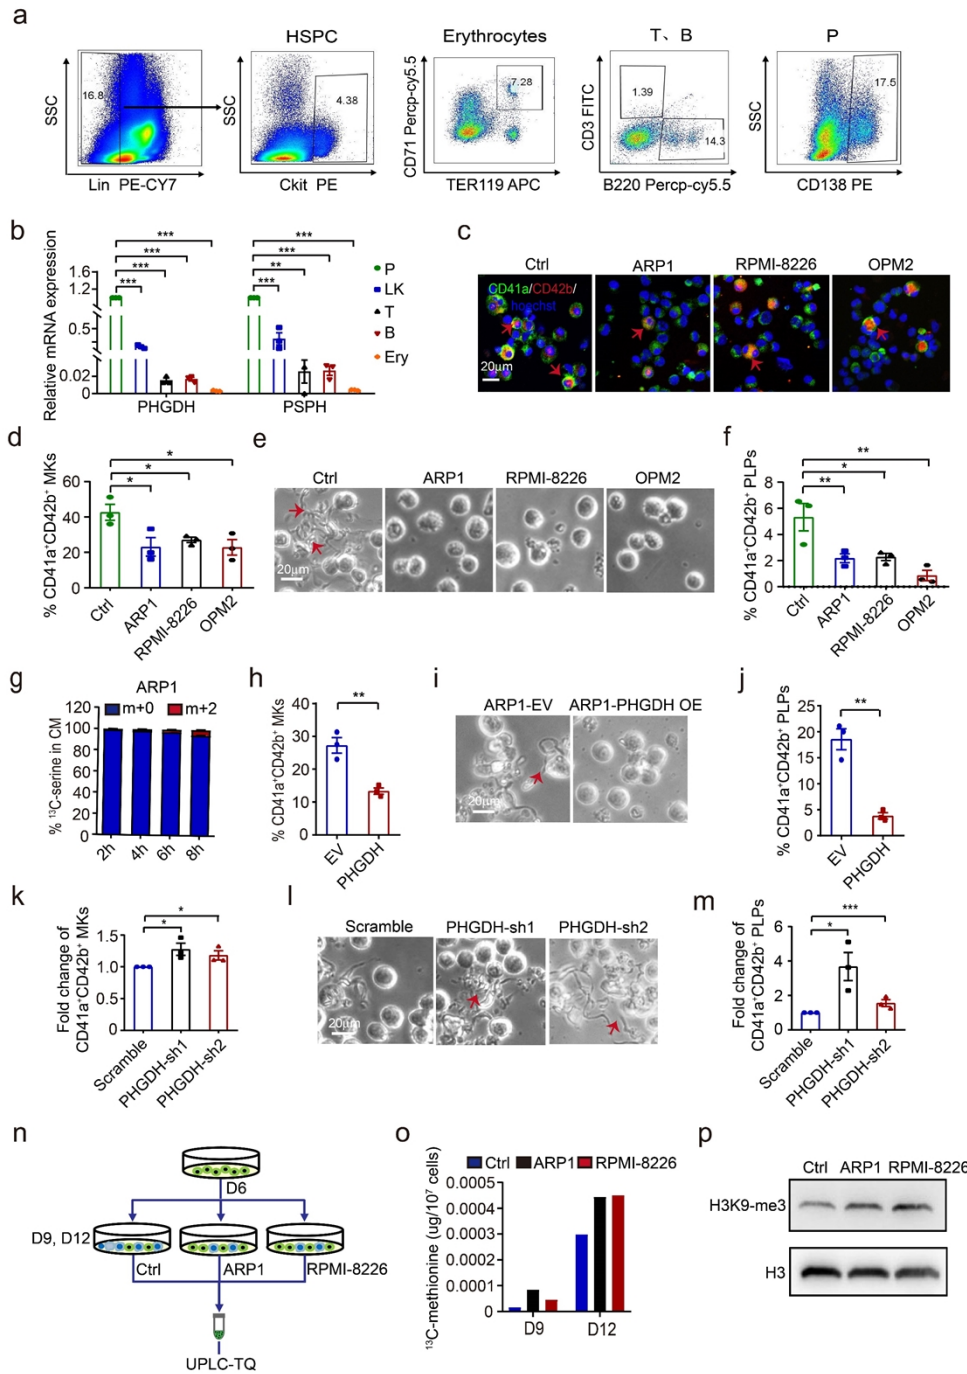 a
HSPC
Erythrocytes
T、B
P
SSC
16.8
Lin PE-CY7
SSC
4.38
Ckit PE
CD71 Percp-cy5.5
7.28
TER119 APC
CD3 FITC
1.39
14.3
B220 Percp-cy5.5
SSC
17.5
CD138 PE
b
Relative mRNA expression
1.6
1.2
0.5
0.02
0
***
***
***
***
***
***
**
***
P
LK
T
B
Ery
PHGDH
PSPH
c
Ctrl
ARP1
RPMI-8226
OPM2
CD41a/CD42b/
hoechst
20μm
d
% CD41a⁺CD42b⁺ MKs
60
40
20
0
*
*
*
Ctrl
ARP1
RPMI-8226
OPM2
e
Ctrl
ARP1
RPMI-8226
OPM2
20μm
f
% CD41a⁺CD42b⁺ PLPs
8
6
4
2
0
**
*
**
Ctrl
ARP1
RPMI-8226
OPM2
g
ARP1
m+0
m+2
% ¹³C-serine in CM
120
100
80
60
40
20
0
2h
4h
6h
8h
h
% CD41a⁺CD42b⁺ MKs
40
30
20
10
0
**
EV
PHGDH
i
ARP1-EV
ARP1-PHGDH OE
20μm
j
% CD41a⁺CD42b⁺ PLPs
25
20
15
10
5
0
**
EV
PHGDH
k
Fold change of
CD41a⁺CD42b⁺ MKs
1.5
1.0
0.5
0.0
*
*
Scramble
PHGDH-sh1
PHGDH-sh2
l
Scramble
PHGDH-sh1
PHGDH-sh2
20μm
m
Fold change of
CD41a⁺CD42b⁺ PLPs
6
4
2
0
***
*
Scramble
PHGDH-sh1
PHGDH-sh2
n
D6
D9, D12
Ctrl
ARP1
RPMI-8226
UPLC-TQ
o
Ctrl
ARP1
RPMI-8226
¹³C-methionine (ug/10⁷ cells)
0.0005
0.0004
0.0003
0.0002
0.0001
0
D9
D12
p
Ctrl
ARP1
RPMI-8226
H3K9-me3
H3